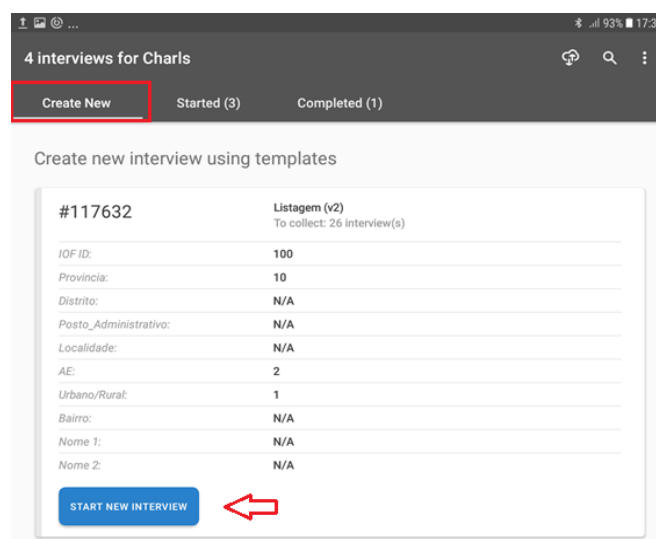 ... 93% 17:3
4 interviews for Charls
Create New Started (3) Completed (1)
Create new interview using templates
#117632 Listagem (v2)
To collect: 26 interview(s)
IOF ID: 100
Provincia: 10
Distrito: N/A
Posto_Administrativo: N/A
Localidade: N/A
AE: 2
Urbano/Rural: 1
Bairro: N/A
Nome 1: N/A
Nome 2: N/A
START NEW INTERVIEW